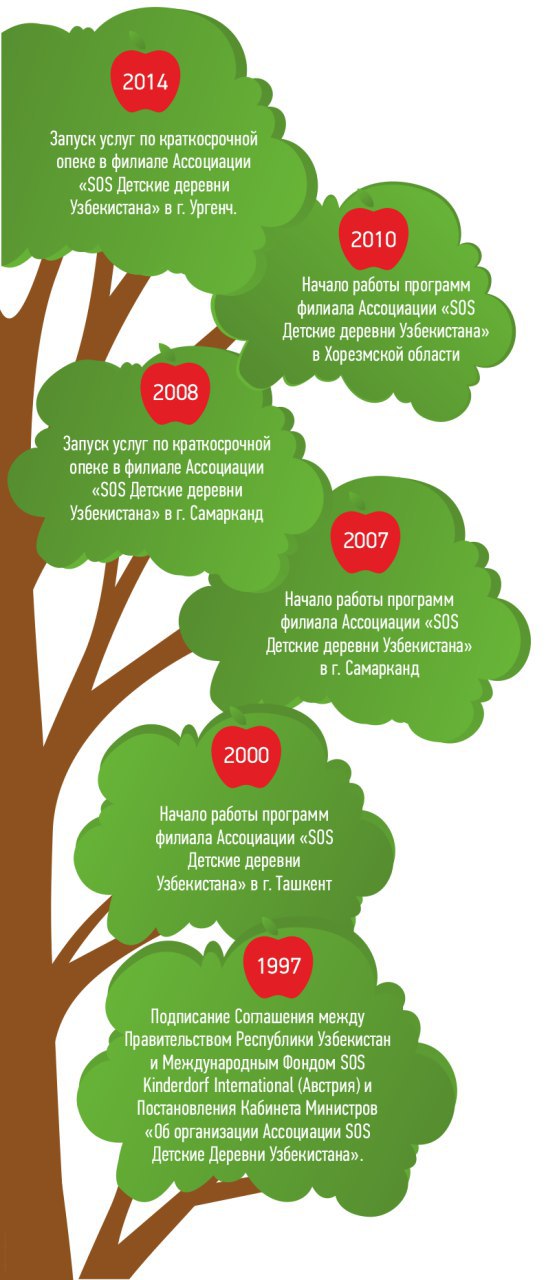 2014
Запуск услуг по краткосрочной
опеке в филиале Ассоциации
«SOS Детские деревни
Узбекистана» в г. Ургенч.
2010
Начало работы программ
филиала Ассоциации «SOS
Детские деревни Узбекистана»
в Хорезмской области
2008
Запуск услуг по краткосрочной
опеке в филиале Ассоциации
«SOS Детские деревни
Узбекистана» в г. Самарканд
2007
Начало работы программ
филиала Ассоциации «SOS
Детские деревни Узбекистана»
в г. Самарканд
2000
Начало работы программ
филиала Ассоциации «SOS
Детские деревни
Узбекистана» в г. Ташкент
1997
Подписание Соглашения между
Правительством Республики Узбекистан
и Международным Фондом SOS
Kinderdorf International (Австрия) и
Постановления Кабинета Министров
«Об организации Ассоциации SOS
Детские Деревни Узбекистана».